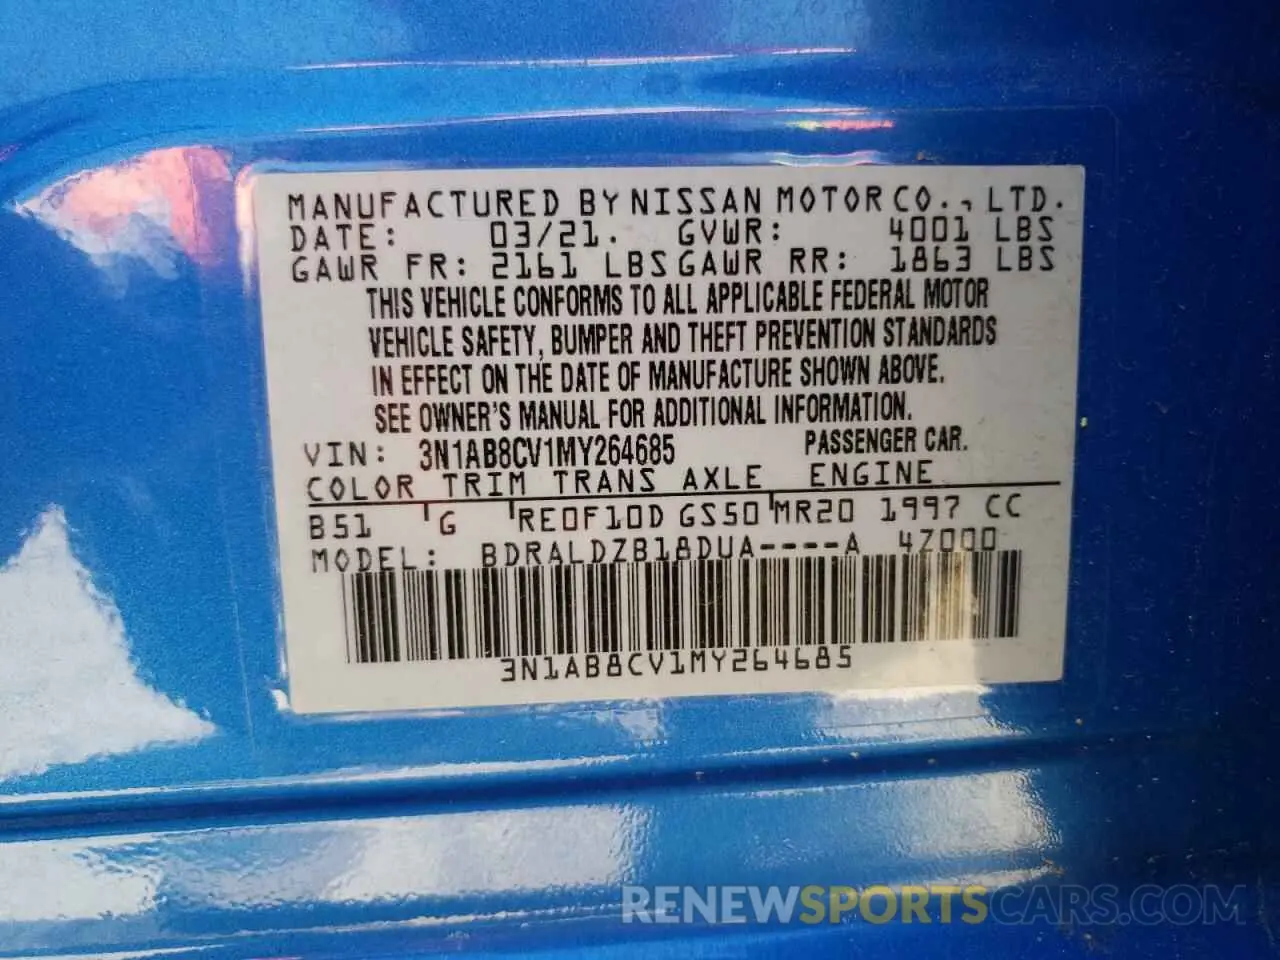 MANUFACTURED BY NISSAN MOTOR CO., LTD.
DATE: 03/21. GVWR: 4001 LBS
GAWR FR: 2161 LBS GAWR RR: 1863 LBS
THIS VEHICLE CONFORMS TO ALL APPLICABLE FEDERAL MOTOR
VEHICLE SAFETY, BUMPER AND THEFT PREVENTION STANDARDS
IN EFFECT ON THE DATE OF MANUFACTURE SHOWN ABOVE.
SEE OWNER'S MANUAL FOR ADDITIONAL INFORMATION.
VIN: 3N1AB8CV1MY264685 PASSENGER CAR.
COLOR TRIM TRANS AXLE ENGINE
B51 G RE0F10D GS50 MR20 1997 CC
MODEL: BDRALDZB18DUA----A 4Z000
3N1AB8CV1MY264685
RENEWSPORTSCARS.COM